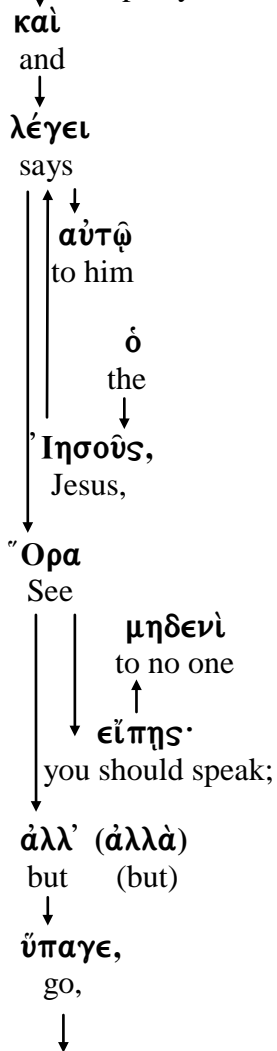 καὶ
and
λέγει
says
αὐτῷ
to him
ὁ
the
Ἰησοῦς,
Jesus,
Ὅρα
See
μηδενὶ
to no one
εἴπῃς·
you should speak;
ἀλλ’ (ἀλλὰ)
but (but)
ὕπαγε,
go,